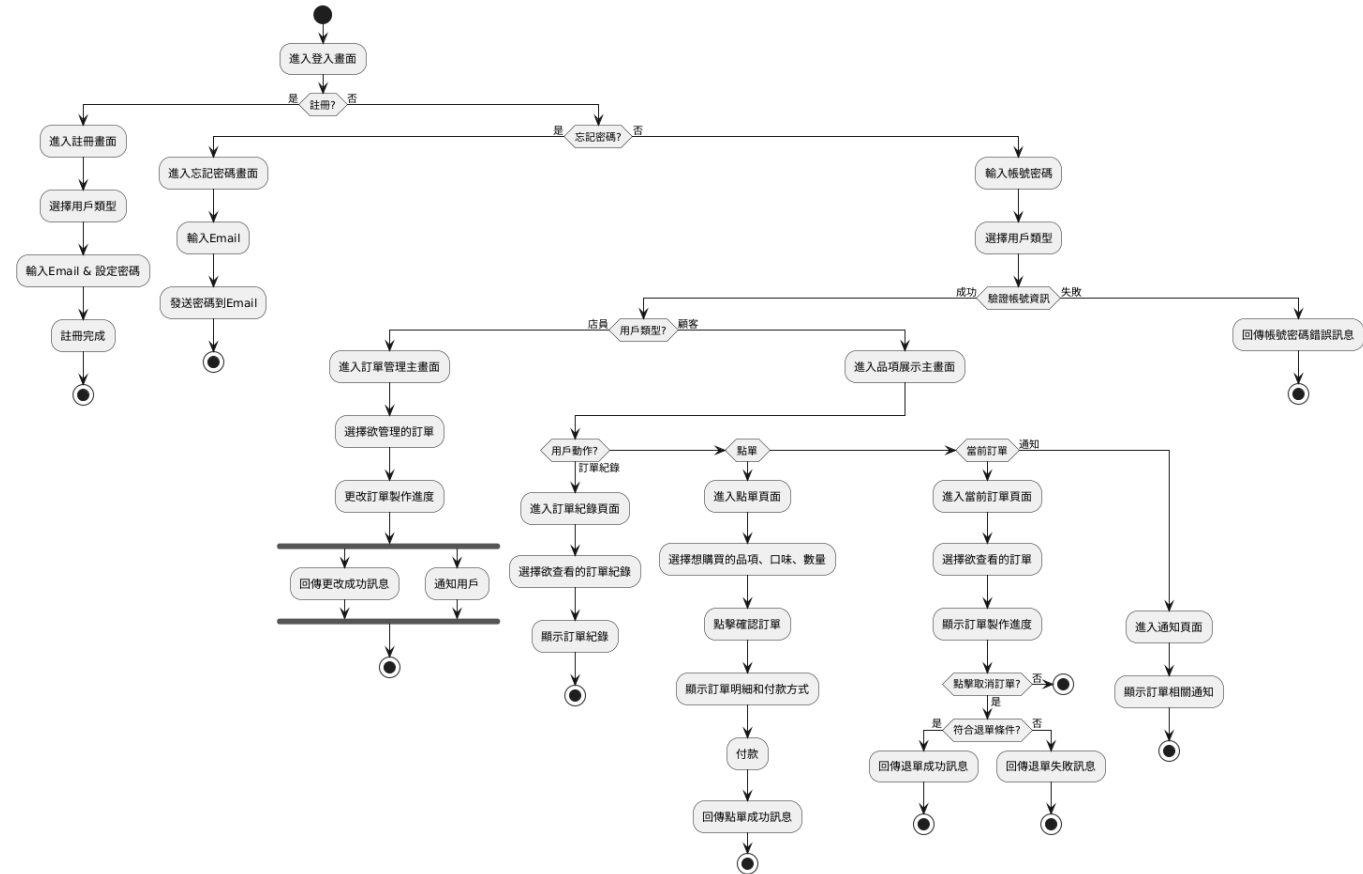 進入登入畫面
是
註冊?
否
進入註冊畫面
選擇用戶類型
輸入Email & 設定密碼
註冊完成
是
忘記密碼?
否
進入忘記密碼畫面
輸入Email
發送密碼到Email
輸入帳號密碼
選擇用戶類型
成功
驗證帳號資訊
失敗
店員
用戶類型?
顧客
回傳帳號密碼錯誤訊息
進入訂單管理主畫面
選擇欲管理的訂單
更改訂單製作進度
回傳更改成功訊息
通知用戶
進入品項展示主畫面
用戶動作?
訂單紀錄
進入訂單紀錄頁面
選擇欲查看的訂單紀錄
顯示訂單紀錄
點單
進入點單頁面
選擇想購買的品項、口味、數量
點擊確認訂單
顯示訂單明細和付款方式
付款
回傳點單成功訊息
當前訂單
進入當前訂單頁面
選擇欲查看的訂單
顯示訂單製作進度
點擊取消訂單?
否
是
是
符合退單條件?
否
回傳退單成功訊息
回傳退單失敗訊息
通知
進入通知頁面
顯示訂單相關通知